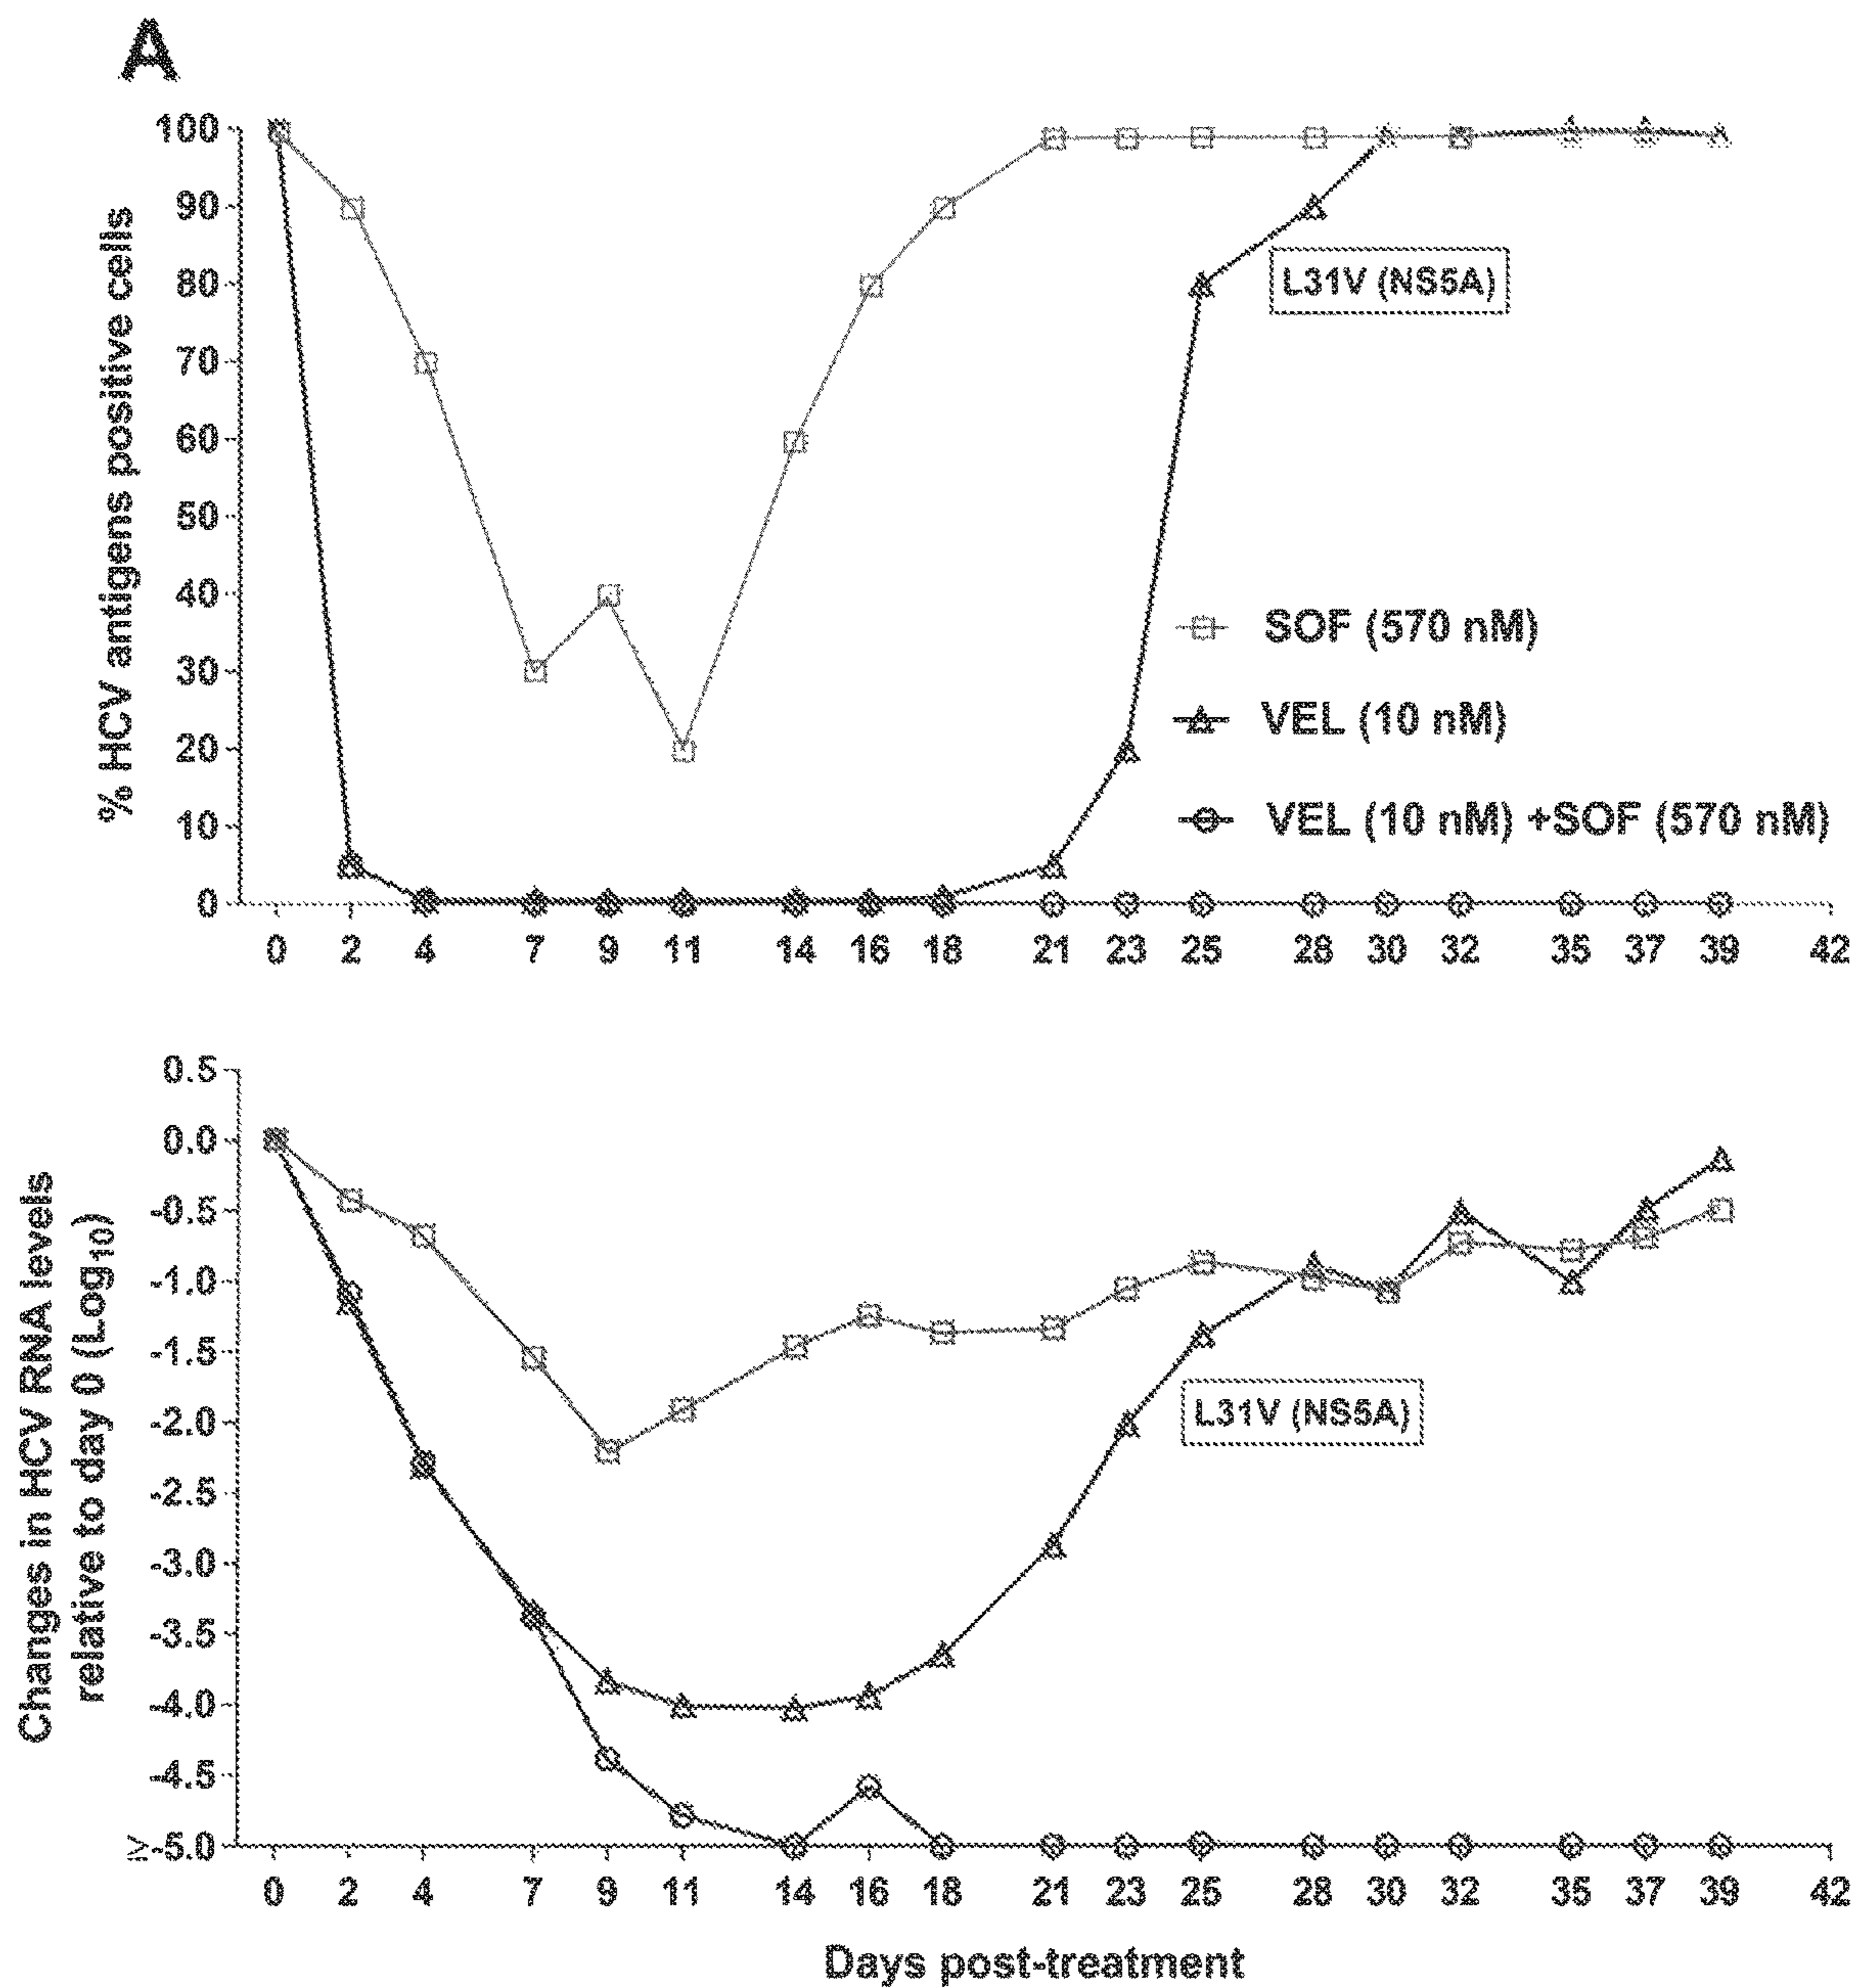 A
% HCV antigens positive cells
100
90
80
70
60
50
40
30
20
10
0
L31V (NS5A)
SOF (570 nM)
VEL (10 nM)
VEL (10 nM) +SOF (570 nM)
0 2 4 7 9 11 14 16 18 21 23 25 28 30 32 35 37 39 42
Changes in HCV RNA levels
relative to day 0 (Log10)
0.5
0.0
-0.5
-1.0
-1.5
-2.0
-2.5
-3.0
-3.5
-4.0
-4.5
≥-5.0
L31V (NS5A)
0 2 4 7 9 11 14 16 18 21 23 25 28 30 32 35 37 39 42
Days post-treatment